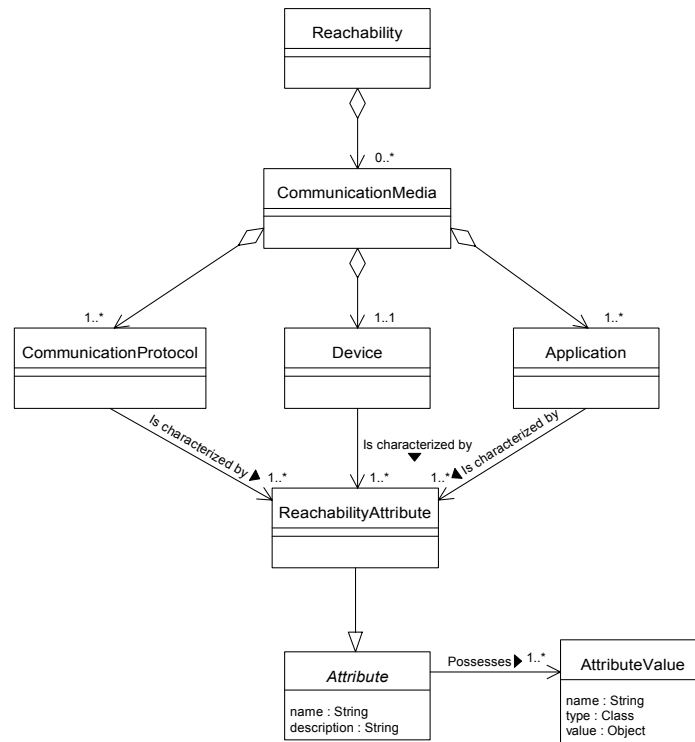 Reachability
0..*
CommunicationMedia
1..*
1..1
1..*
CommunicationProtocol
Device
Application
Is characterized by
Is characterized by
Is characterized by
1..*
1..*
1..*
ReachabilityAttribute
Attribute
name : String
description : String
Possesses
1..*
AttributeValue
name : String
type : Class
value : Object